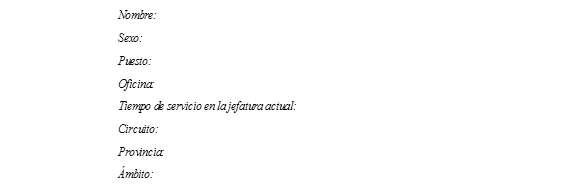 Nombre:
Sexo:
Puesto:
Oficina:
Tiempo de servicio en la jefatura actual:
Circuito:
Provincia:
Ámbito: